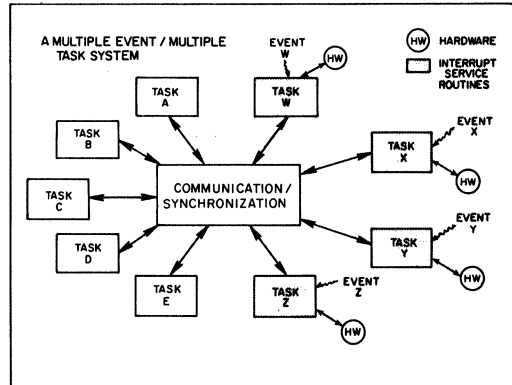 A MULTIPLE EVENT / MULTIPLE
TASK SYSTEM
EVENT
W
HW
HW
HARDWARE
INTERRUPT
SERVICE
ROUTINES
TASK
A
TASK
W
TASK
B
EVENT
X
TASK
X
HW
TASK
C
COMMUNICATION /
SYNCHRONIZATION
EVENT
Y
TASK
Y
HW
TASK
D
TASK
E
TASK
Z
EVENT
Z
HW